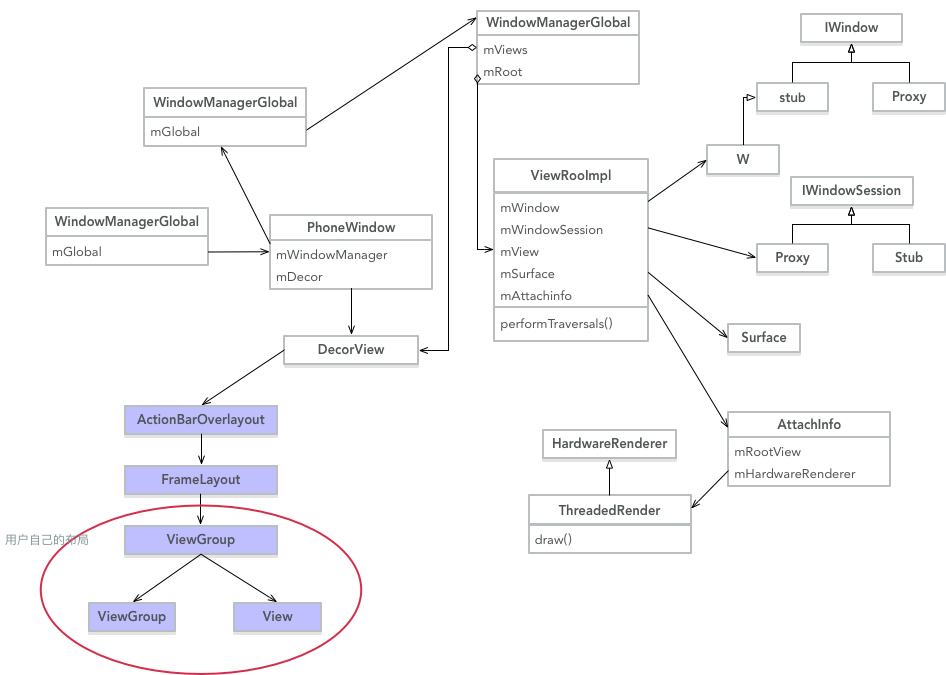 WindowManagerGlobal
mViews
mRoot
IWindow
stub
Proxy
WindowManagerGlobal
mGlobal
W
ViewRooImpl
mWindow
mWindowSession
mView
mSurface
mAttachinfo
performTraversals()
IWindowSession
Proxy
Stub
WindowManagerGlobal
mGlobal
PhoneWindow
mWindowManager
mDecor
DecorView
Surface
ActionBarOverlayout
AttachInfo
mRootView
mHardwareRenderer
HardwareRenderer
FrameLayout
ThreadedRender
draw()
用户自己的布局
ViewGroup
ViewGroup
View